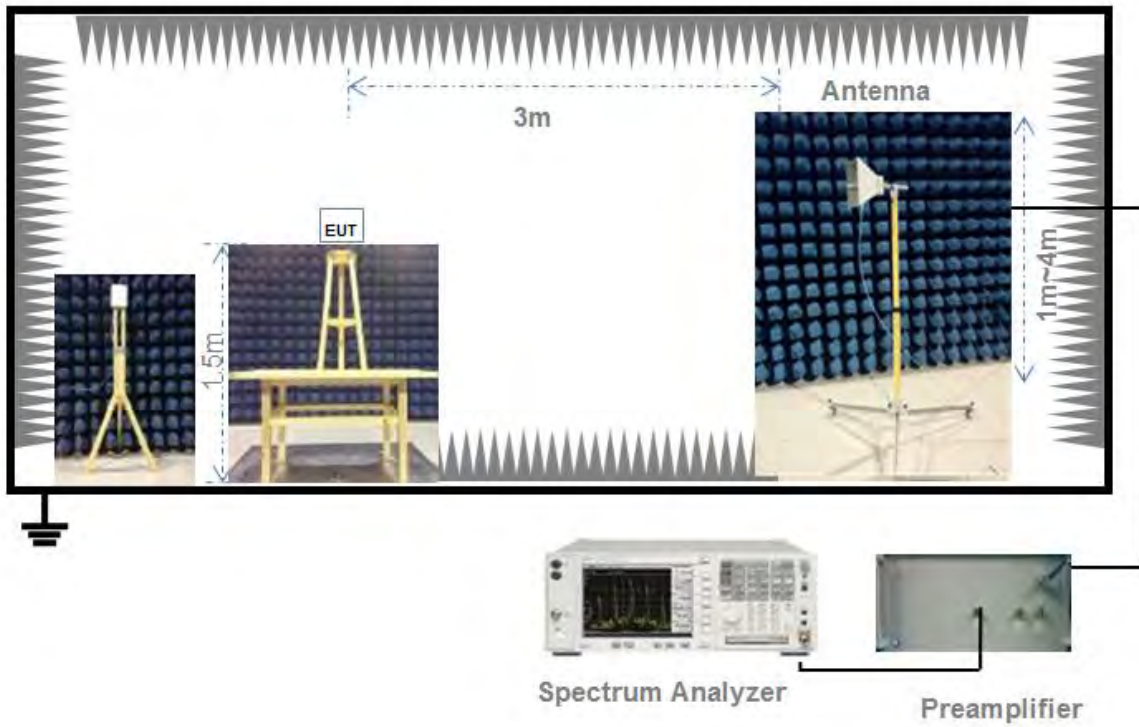 Antenna
3m
EUT
1.5m
1m~4m
Spectrum Analyzer
Preamplifier